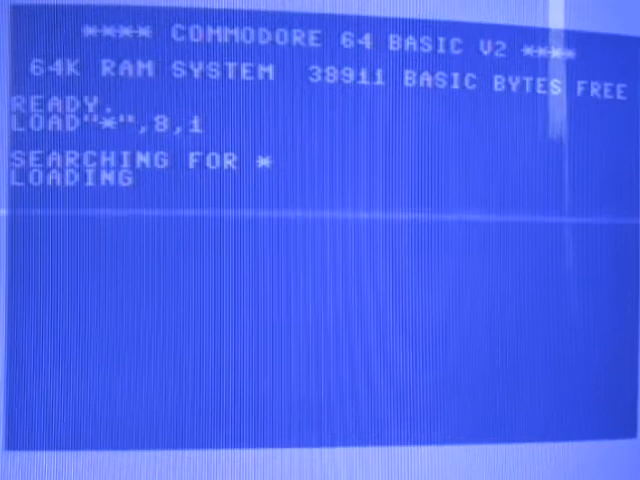 **** COMMODORE 64 BASIC V2 ****
64K RAM SYSTEM 38911 BASIC BYTES FREE
READY.
LOAD"*",8,1
SEARCHING FOR *
LOADING